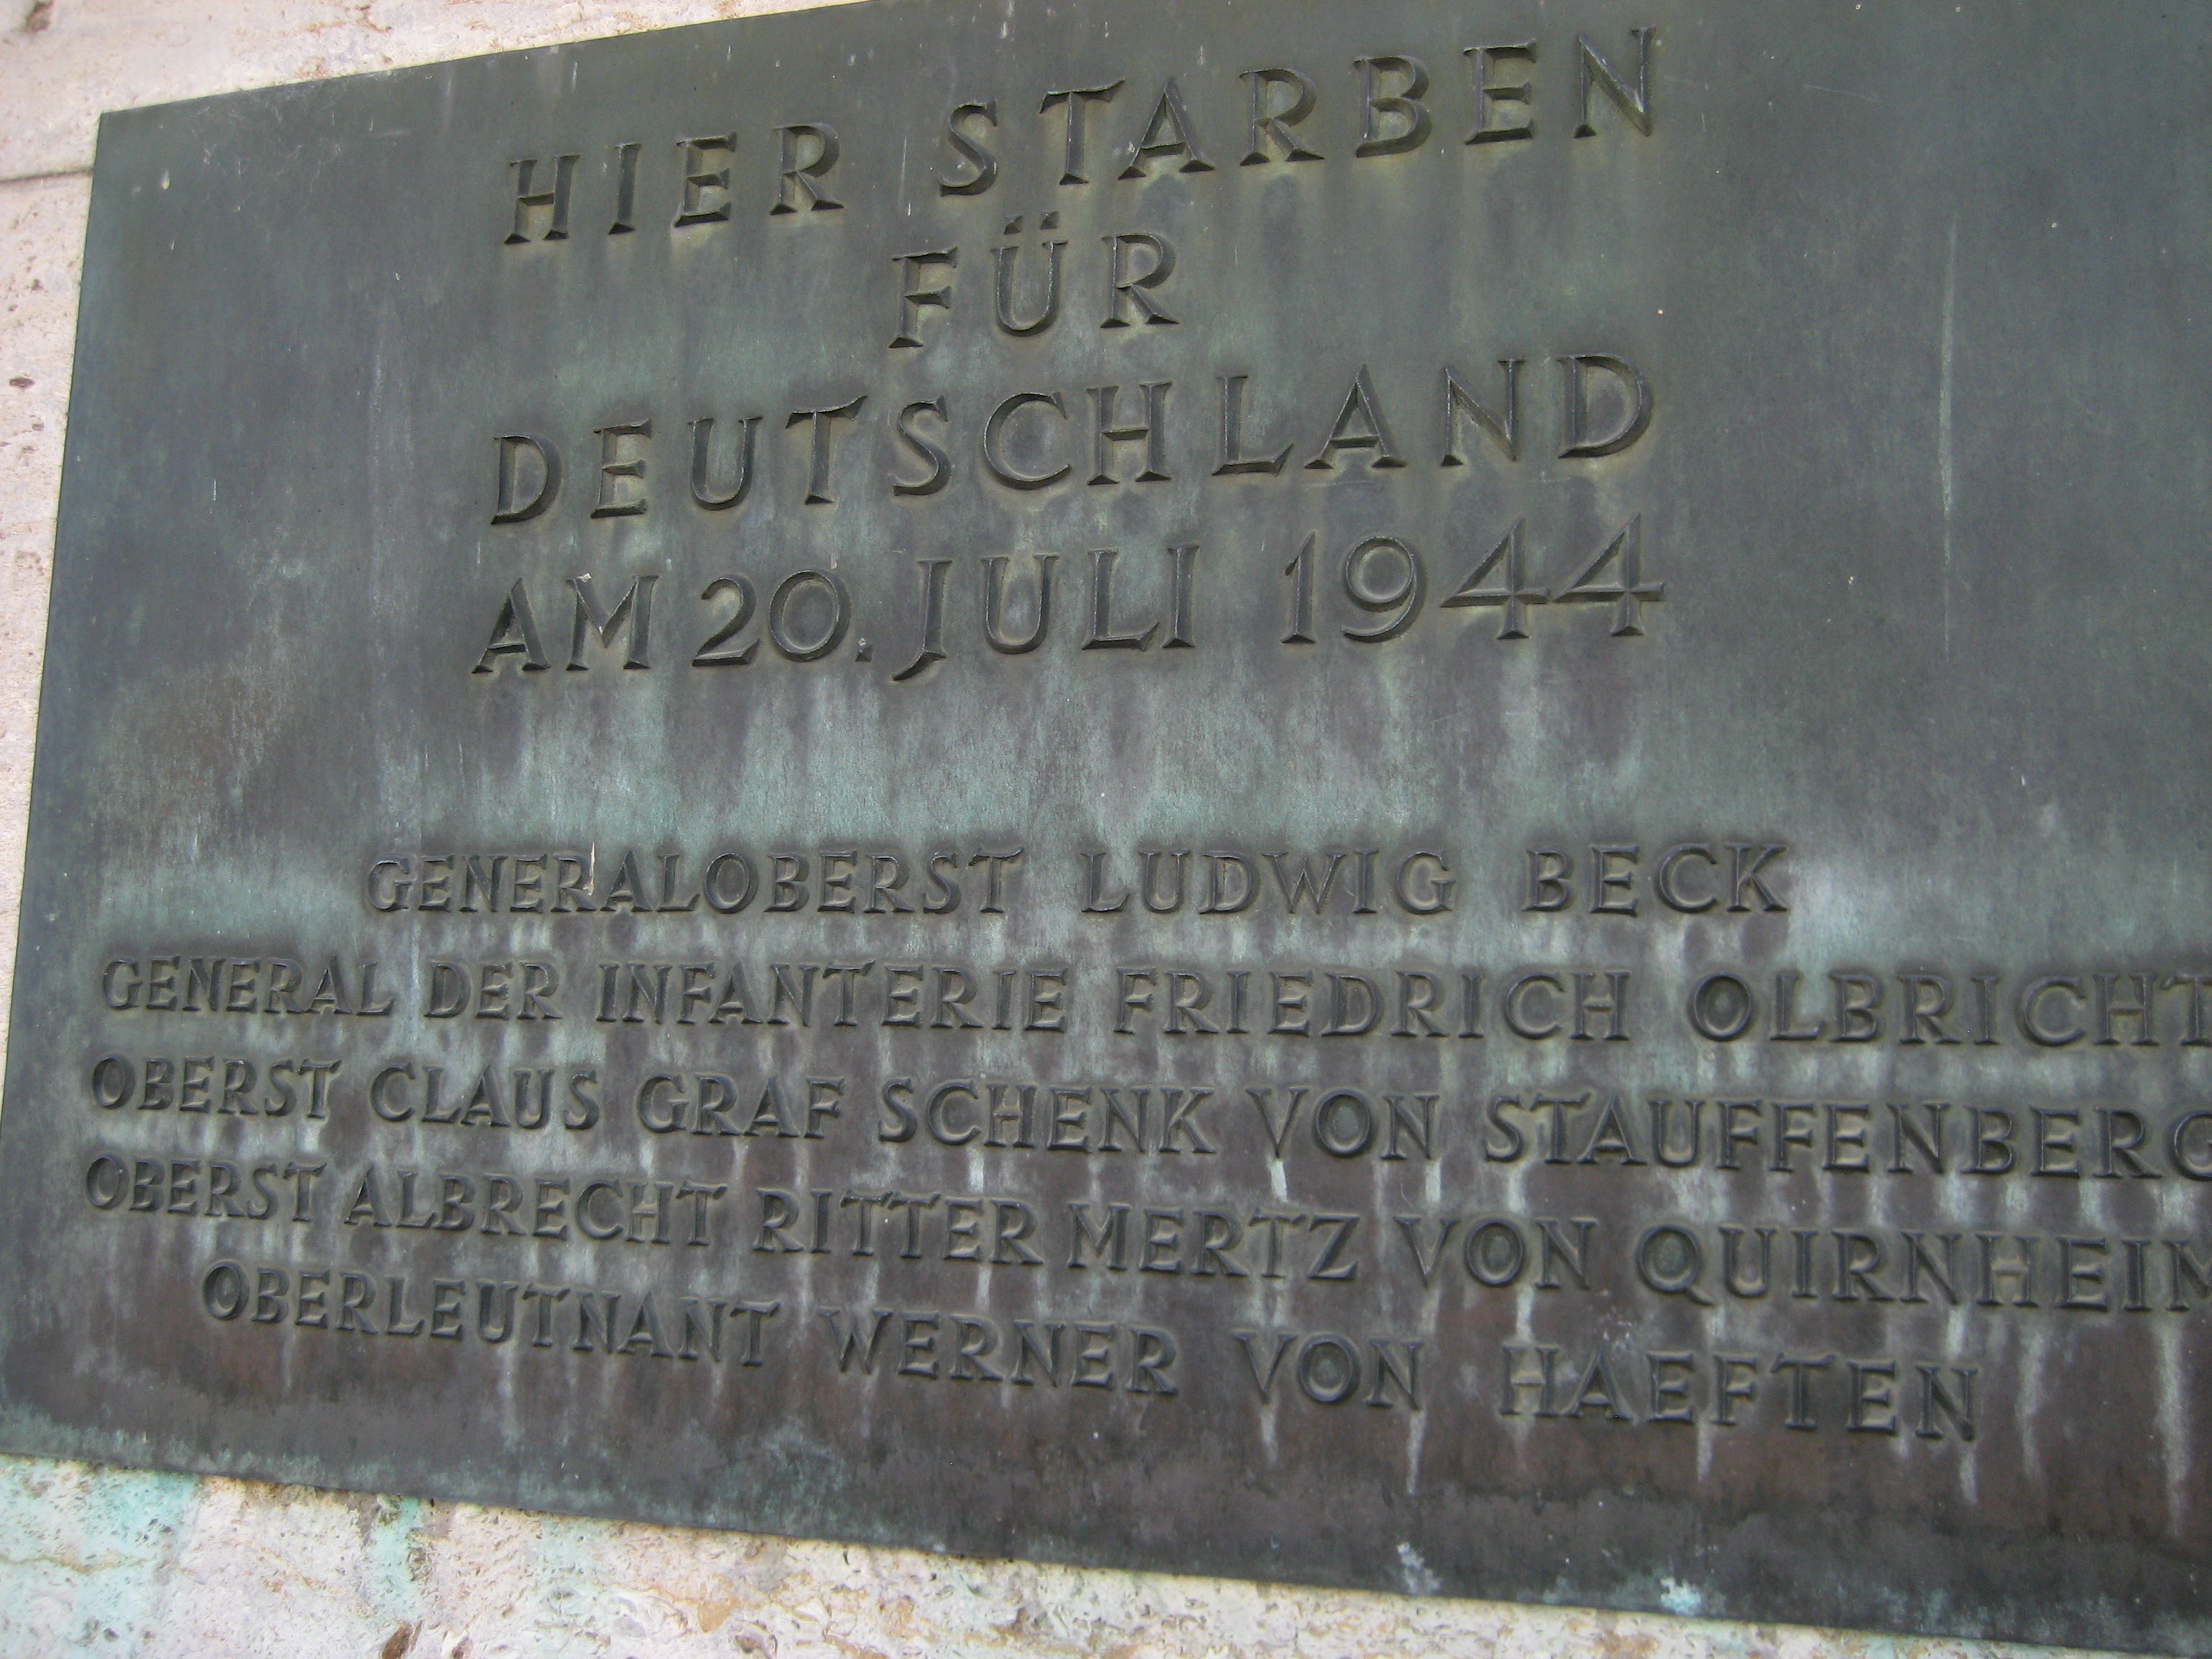 HIER STARBEN
FÜR
DEUTSCHLAND
AM 20. JULI 1944
GENERALOBERST LUDWIG BECK
GENERAL DER INFANTERIE FRIEDRICH OLBRICHT
OBERST CLAUS GRAF SCHENK VON STAUFFENBERG
OBERST ALBRECHT RITTER MERTZ VON QUIRNHEIM
OBERLEUTNANT WERNER VON HAEFTEN